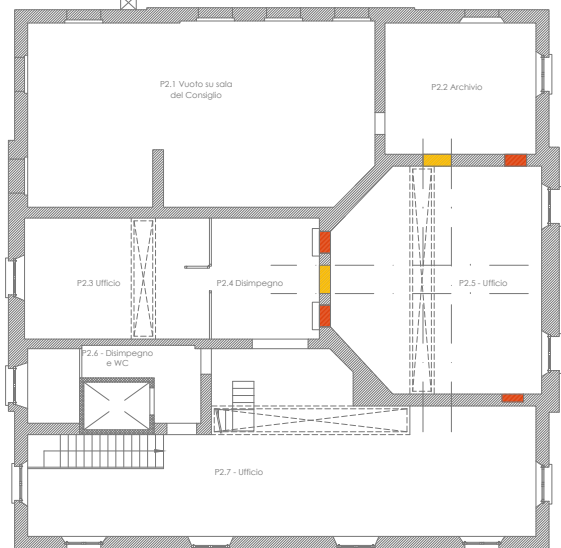 P2.1 Vuoto su sala
del Consiglio
P2.2 Archivio
P2.3 Ufficio
P2.4 Disimpegno
P2.5 - Ufficio
P2.6 - Disimpegno
e WC
P2.7 - Ufficio